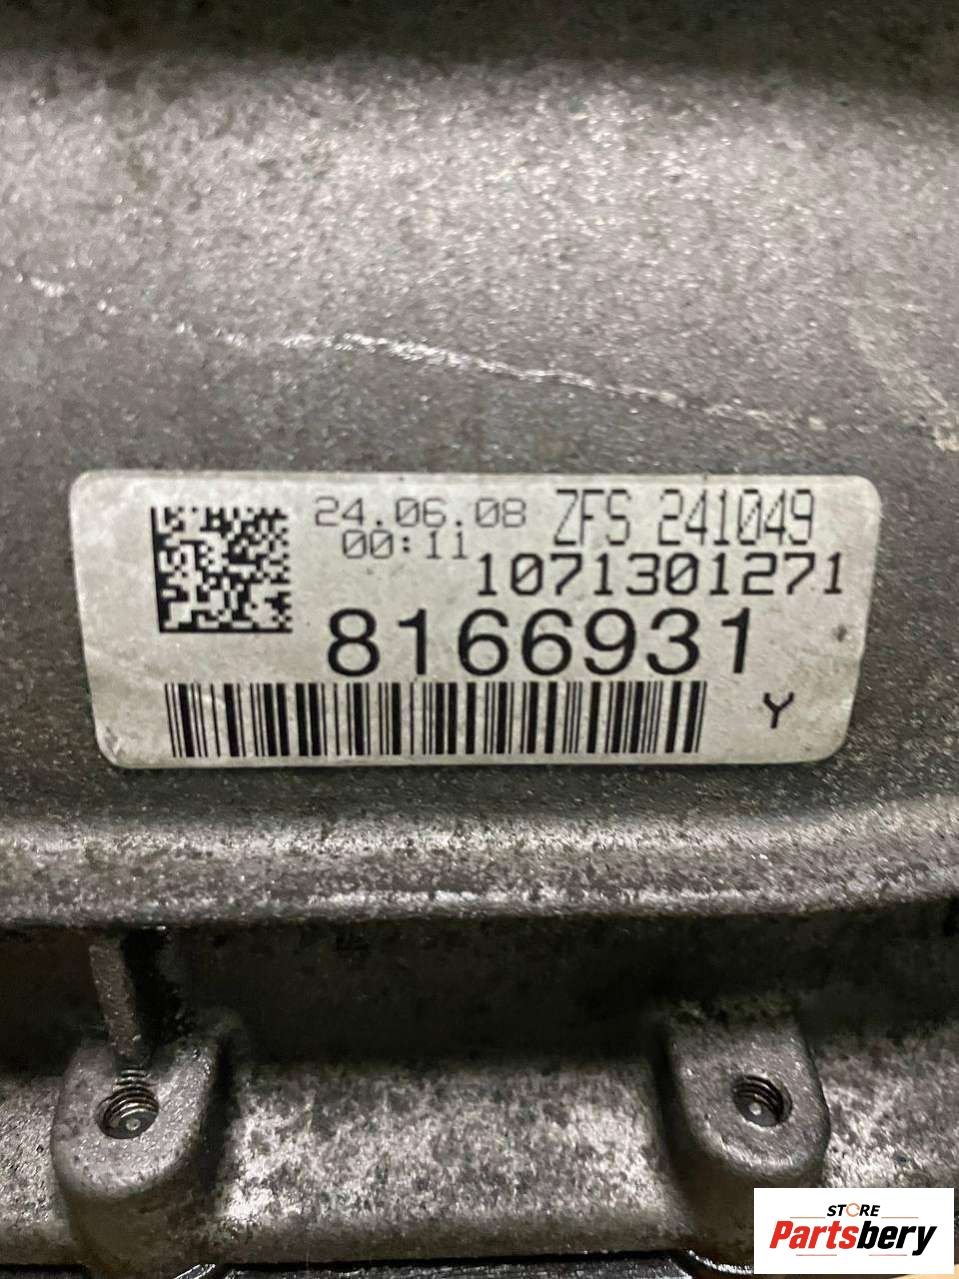 24.06.08 ZFS 241049
00:11
1071301271
8166931
Y
STORE
Partsbery